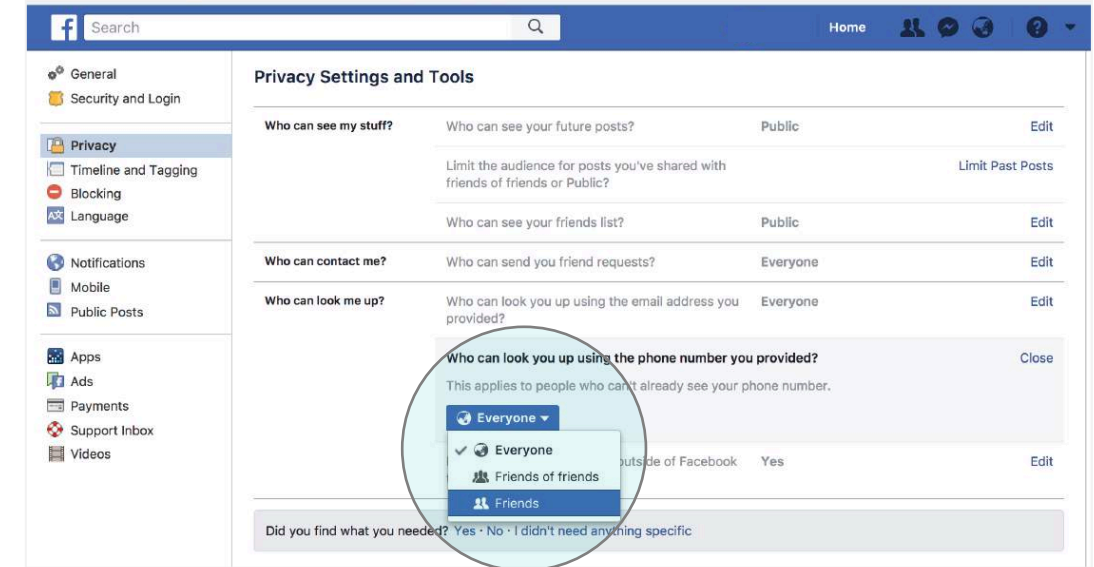 f Search
Home
General
Security and Login
Privacy
Timeline and Tagging
Blocking
Language
Notifications
Mobile
Public Posts
Apps
Ads
Payments
Support Inbox
Videos
Privacy Settings and Tools
Who can see my stuff?
Who can see your future posts? Public Edit
Limit the audience for posts you've shared with
friends of friends or Public?
Limit Past Posts
Who can see your friends list? Public Edit
Who can contact me?
Who can send you friend requests? Everyone Edit
Who can look me up?
Who can look you up using the email address you
provided?
Everyone Edit
Who can look you up using the phone number you provided? Close
This applies to people who can't already see your phone number.
Everyone
Everyone
Friends of friends
Friends
outside of Facebook Yes Edit
Did you find what you needed? Yes · No · I didn't need anything specific